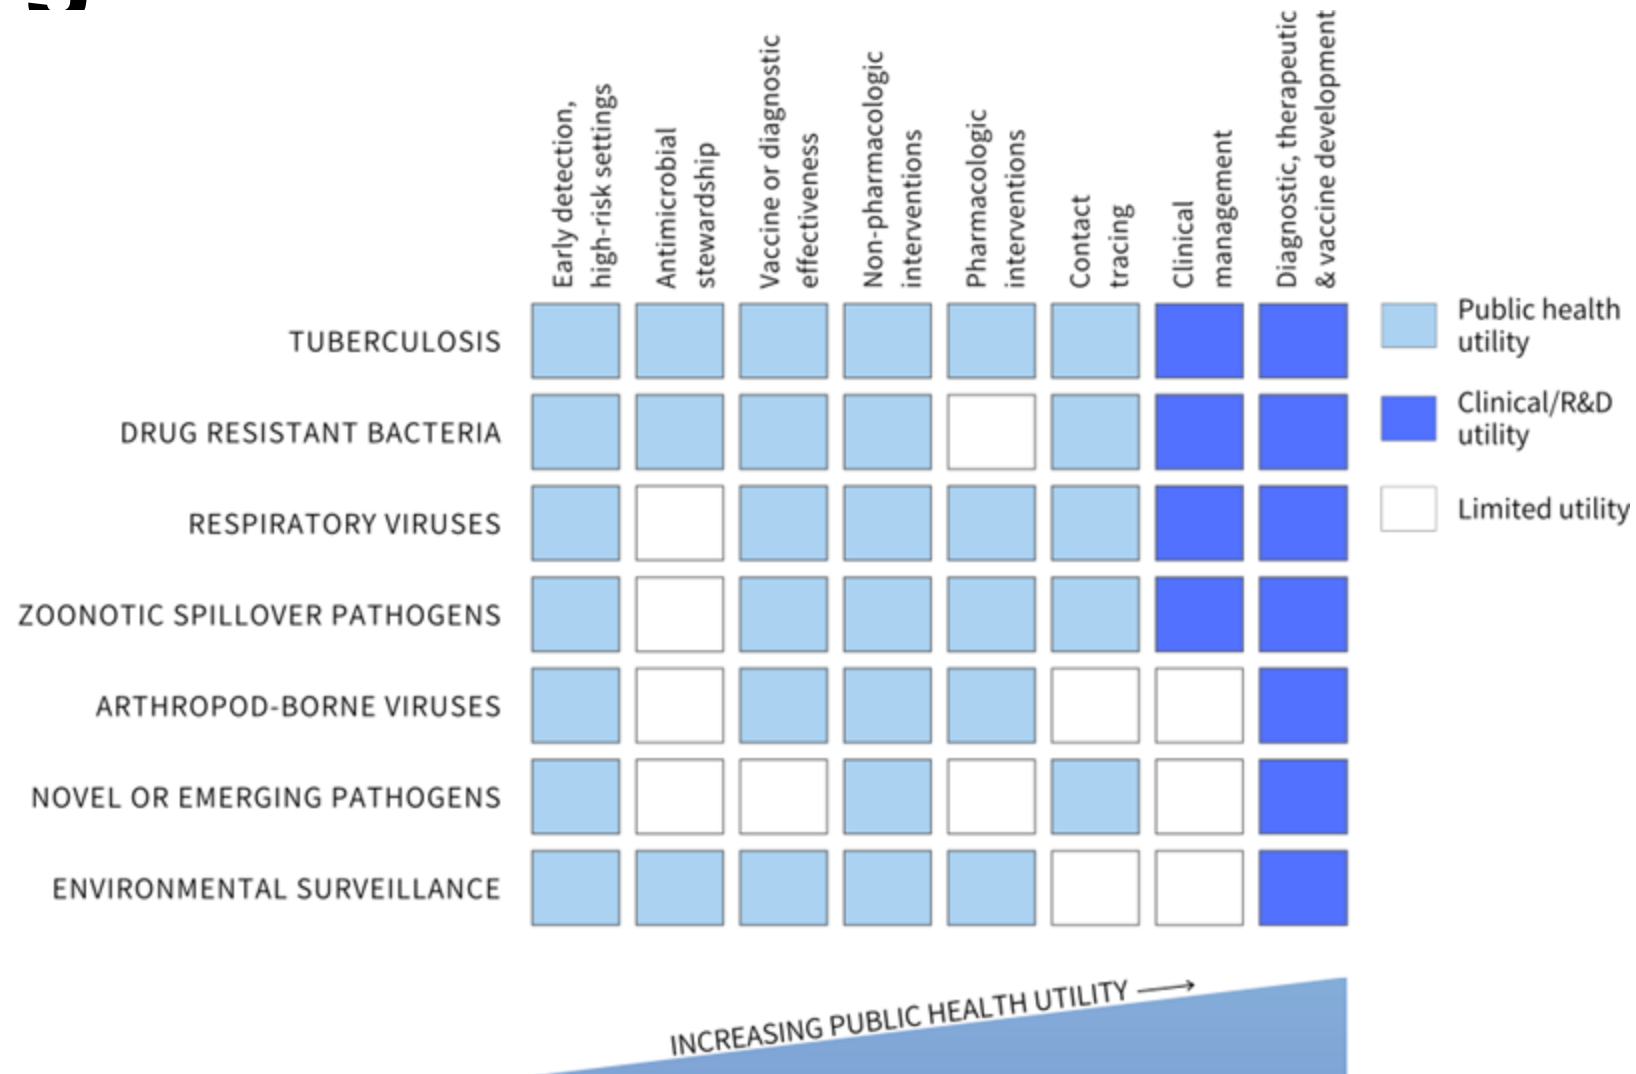 Early detection,
high-risk settings
Antimicrobial
stewardship
Vaccine or diagnostic
effectiveness
Non-pharmacologic
interventions
Pharmacologic
interventions
Contact
tracing
Clinical
management
Diagnostic, therapeutic
& vaccine development
TUBERCULOSIS
DRUG RESISTANT BACTERIA
RESPIRATORY VIRUSES
ZOONOTIC SPILLOVER PATHOGENS
ARTHROPOD-BORNE VIRUSES
NOVEL OR EMERGING PATHOGENS
ENVIRONMENTAL SURVEILLANCE
Public health
utility
Clinical/R&D
utility
Limited utility
INCREASING PUBLIC HEALTH UTILITY →